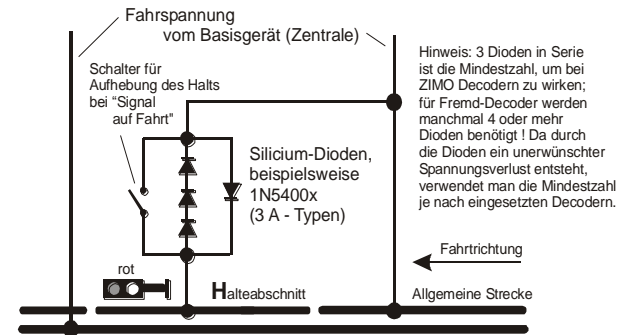 Fahrspannung
vom Basisgerät (Zentrale)
Schalter für
Aufhebung des Halts
bei "Signal
auf Fahrt"
Silicium-Dioden,
beispielsweise
1N5400x
(3 A - Typen)
Hinweis: 3 Dioden in Serie
ist die Mindestzahl, um bei
ZIMO Decodern zu wirken;
für Fremd-Decoder werden
manchmal 4 oder mehr
Dioden benötigt ! Da durch
die Dioden ein unerwünschter
Spannungsverlust entsteht,
verwendet man die Mindestzahl
je nach eingesetzten Decodern.
Fahrtrichtung
rot
Halteabschnitt
Allgemeine Strecke